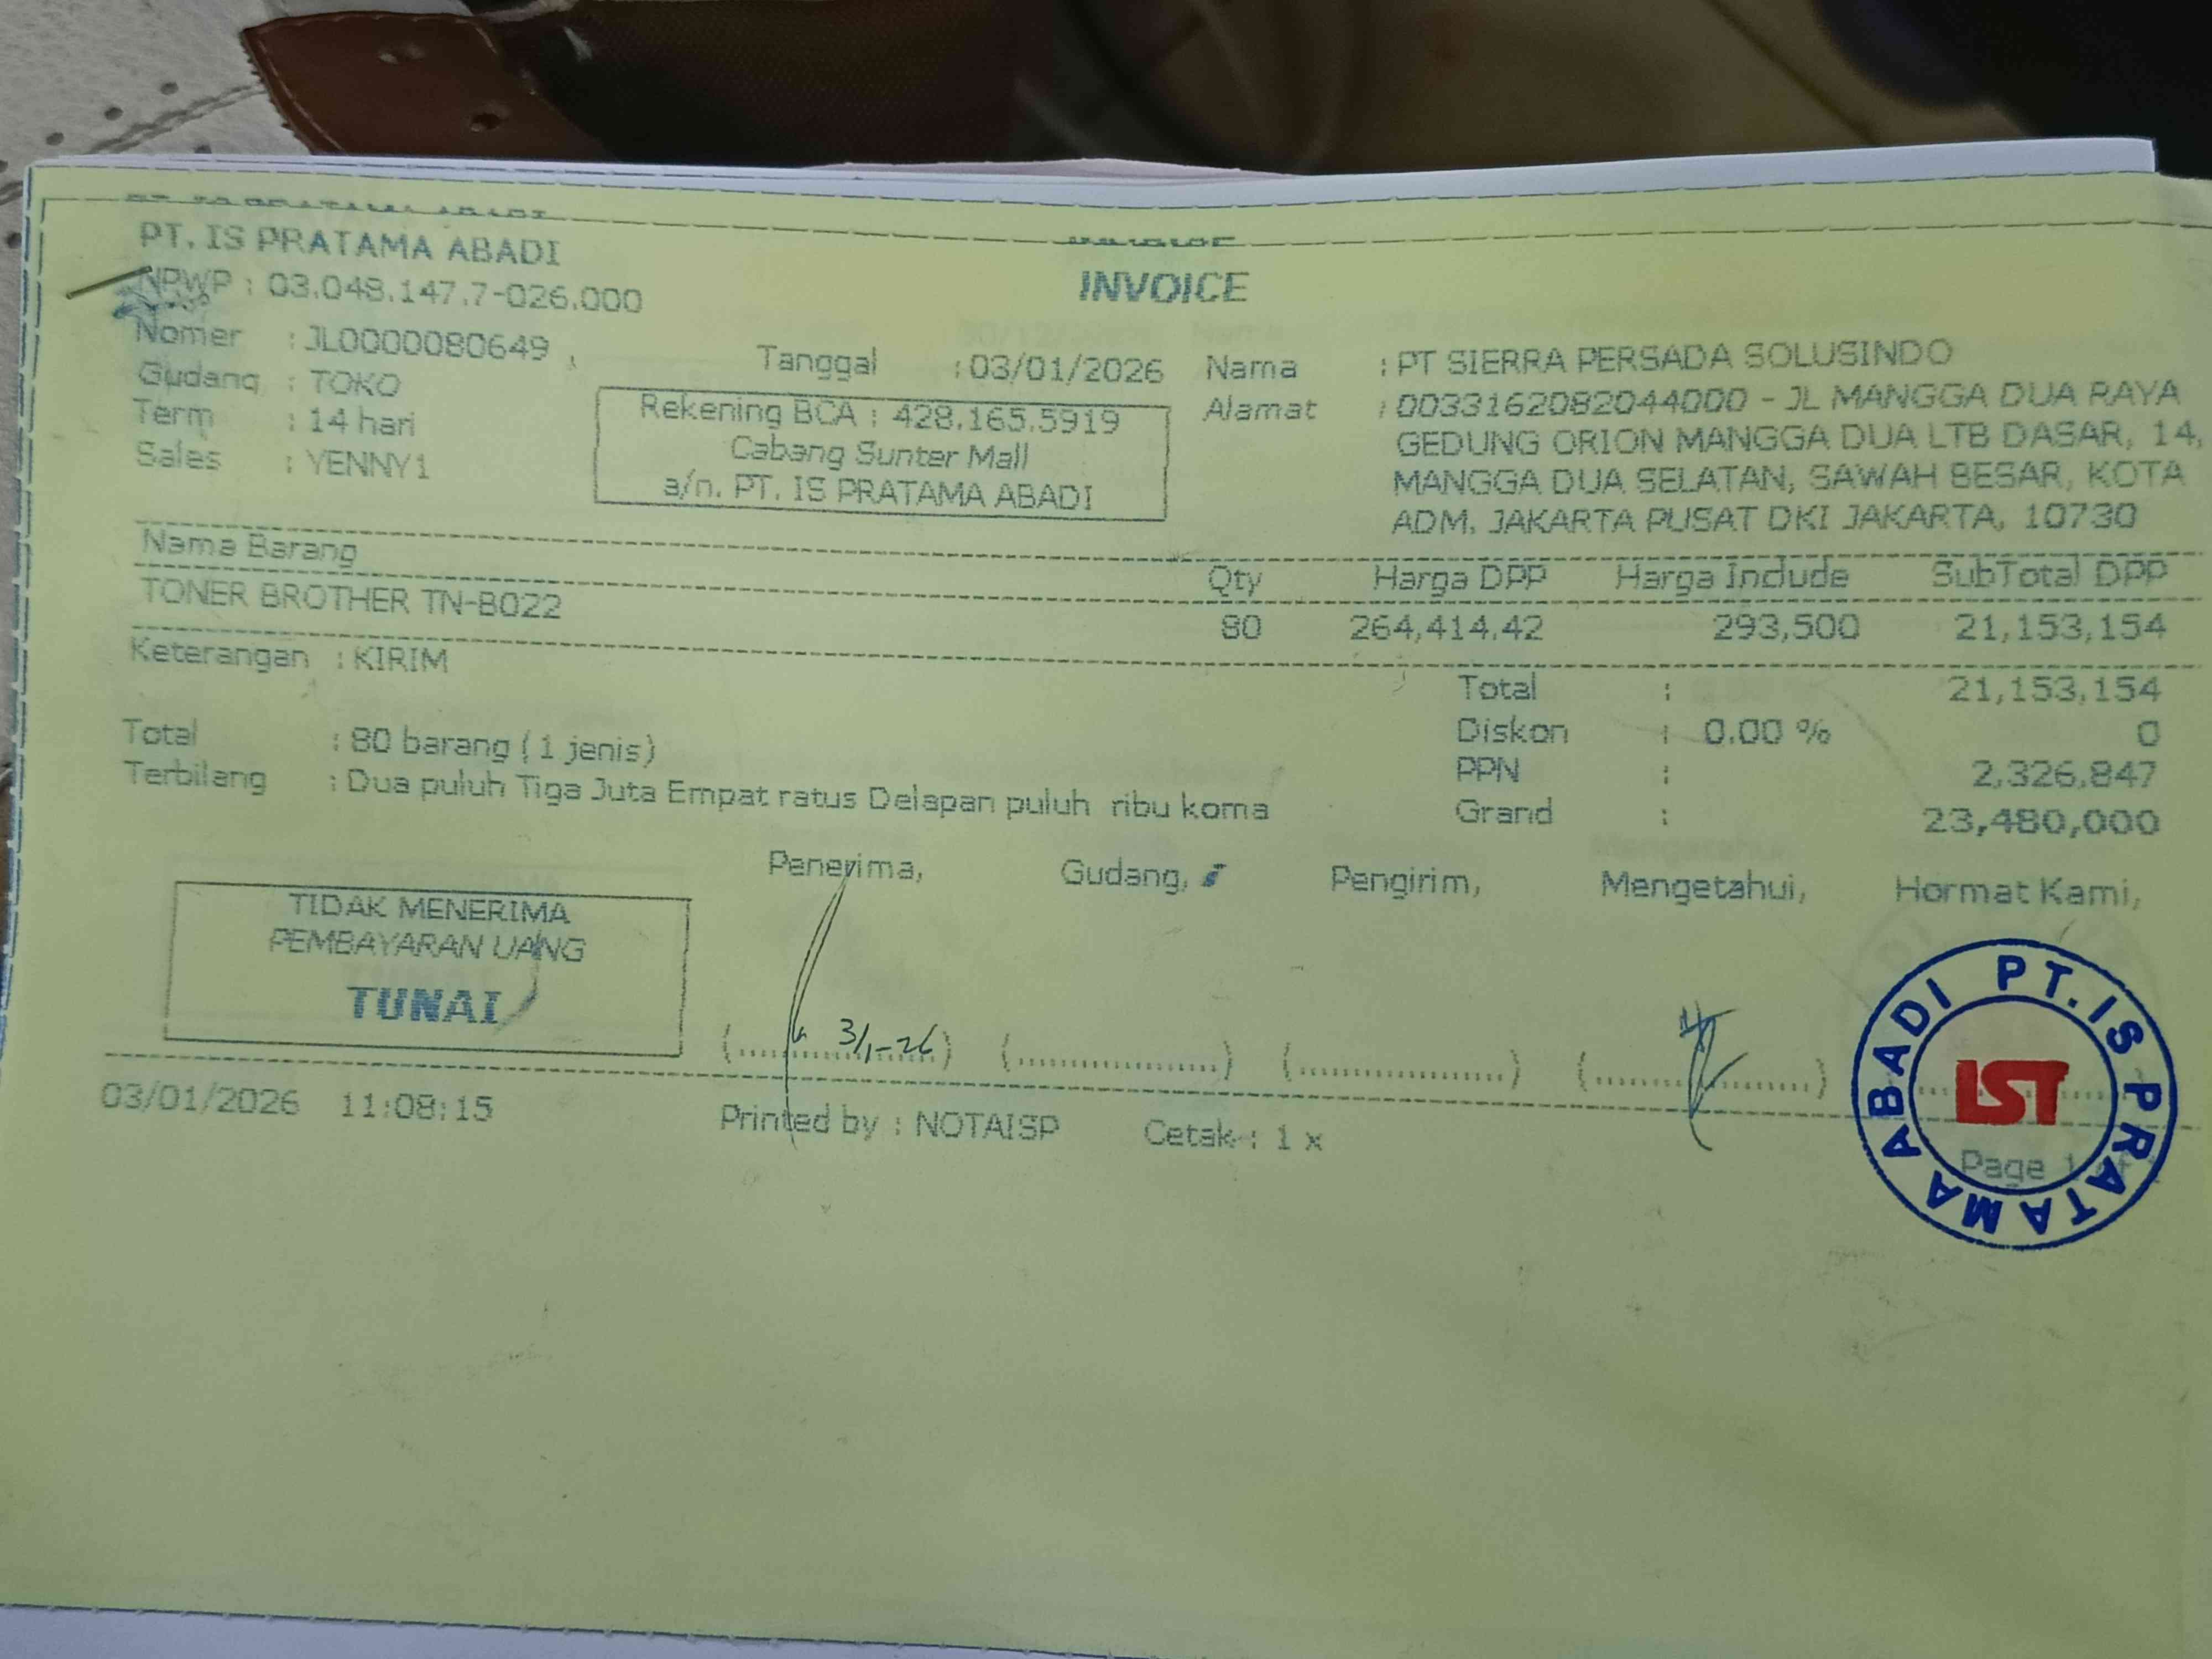 PT. IS PRATAMA ABADI
INVOICE
NPWP : 03.048.147.7-026.000
Nomer : JL0000080649
Gudang : TOKO
Term : 14 hari
Sales : YENNY1
Tanggal : 03/01/2026
Rekening BCA : 428.165.5919
Cabang Sunter Mall
a/n. PT. IS PRATAMA ABADI
Nama : PT SIERRA PERSADA SOLUSINDO
Alamat : 0033162082044000 - JL MANGGA DUA RAYA
GEDUNG ORION MANGGA DUA LTB DASAR, 14,
MANGGA DUA SELATAN, SAWAH BESAR, KOTA
ADM. JAKARTA PUSAT DKI JAKARTA, 10730
Nama Barang Qty Harga DPP Harga Include SubTotal DPP
TONER BROTHER TN-B022 80 264,414.42 293,500 21,153,154
Keterangan : KIRIM
Total : 21,153,154
Diskon : 0.00 % 0
PPN : 2,326,847
Grand : 23,480,000
Total : 80 barang ( 1 jenis)
Terbilang : Dua puluh Tiga Juta Empat ratus Delapan puluh ribu koma
TIDAK MENERIMA
PEMBAYARAN UANG
TUNAI
Penerima, Gudang, Pengirim, Mengetahui, Hormat Kami,
(..................) (..................) (..................) (..................)
3/1-26
PT. IS PRATAMA ABADI
IST
03/01/2026 11:08:15 Printed by : NOTAISP Cetak : 1 x Page 1